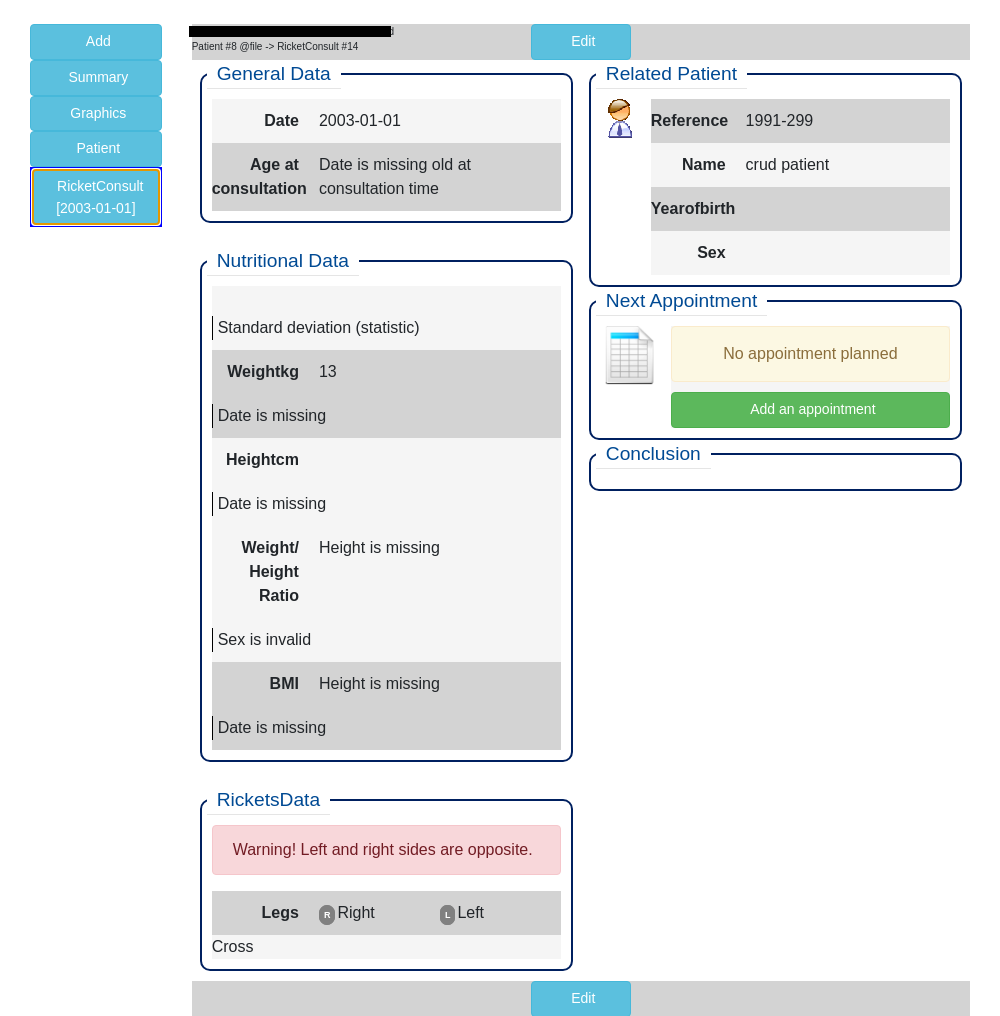 Add
Summary
Graphics
Patient
RicketConsult
[2003-01-01]
Patient #8 @file -> RicketConsult #14
Edit
General Data
Date 2003-01-01
Age at consultation Date is missing old at consultation time
Nutritional Data
Standard deviation (statistic)
Weightkg 13
Date is missing
Heightcm
Date is missing
Weight/ Height Ratio Height is missing
Sex is invalid
BMI Height is missing
Date is missing
RicketsData
Warning! Left and right sides are opposite.
Legs R Right L Left
Cross
Related Patient
Reference 1991-299
Name crud patient
Yearofbirth
Sex
Next Appointment
No appointment planned
Add an appointment
Conclusion
Edit